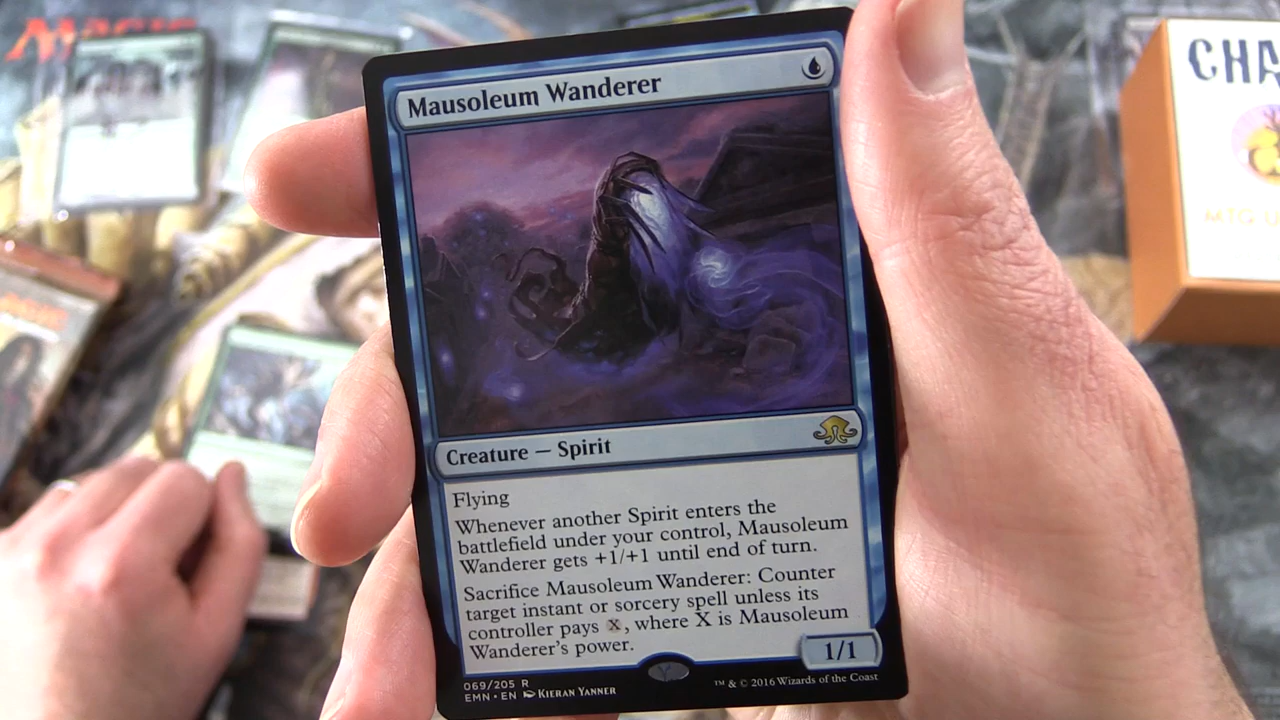 MAGIC
CHA
MTG-U
Mausoleum Wanderer
Creature — Spirit
Flying
Whenever another Spirit enters the
battlefield under your control, Mausoleum
Wanderer gets +1/+1 until end of turn.
Sacrifice Mausoleum Wanderer: Counter
target instant or sorcery spell unless its
controller pays X, where X is Mausoleum
Wanderer's power.
1/1
069/205 R
EMN • EN KIERAN YANNER
™ & © 2016 Wizards of the Coast